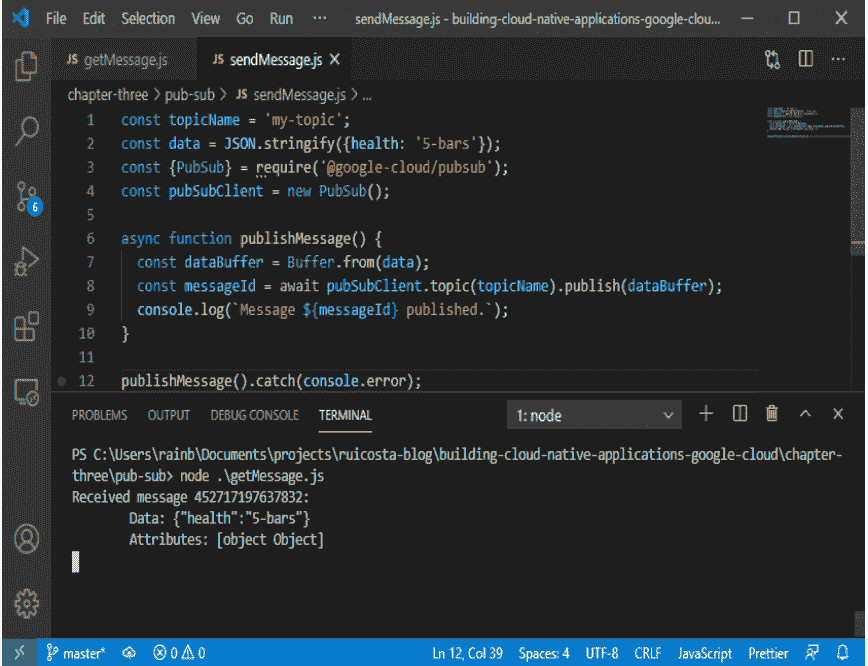 File Edit Selection View Go Run ··· sendMessage.js - building-cloud-native-applications-google-clou...
JS getMessage.js JS sendMessage.js
chapter-three > pub-sub > JS sendMessage.js > ...
1 const topicName = 'my-topic';
2 const data = JSON.stringify({health: '5-bars'});
3 const {PubSub} = require('@google-cloud/pubsub');
4 const pubSubClient = new PubSub();
5
6 async function publishMessage() {
7 const dataBuffer = Buffer.from(data);
8 const messageId = await pubSubClient.topic(topicName).publish(dataBuffer);
9 console.log(`Message ${messageId} published.`);
10 }
11
12 publishMessage().catch(console.error);
6
PROBLEMS OUTPUT DEBUG CONSOLE TERMINAL 1: node
PS C:\Users\rainb\Documents\projects\ruicosta-blog\building-cloud-native-applications-google-cloud\chapter-
three\pub-sub> node .\getMessage.js
Received message 452717197637832:
Data: {"health":"5-bars"}
Attributes: [object Object]
master* 0 0 Ln 12, Col 39 Spaces: 4 UTF-8 CRLF JavaScript Prettier